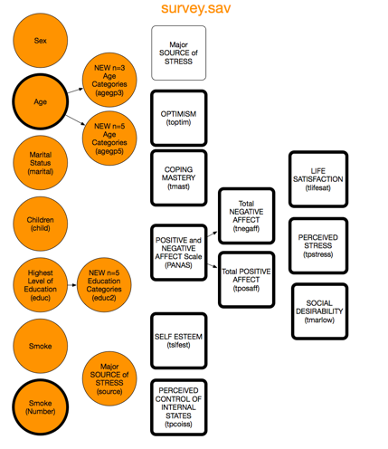 survey.sav
Sex
Major
SOURCE of
STRESS
NEW n=3
Age
Categories
(agegp3)
Age
NEW n=5
Age
Categories
(agegp5)
OPTIMISM
(toptim)
Marital
Status
(marital)
COPING
MASTERY
(tmast)
LIFE
SATISFACTION
(tlifesat)
Children
(child)
Total
NEGATIVE
AFFECT
(tnegaff)
POSITIVE and
NEGATIVE
AFFECT Scale
(PANAS)
PERCEIVED
STRESS
(tpstress)
Highest
Level of
Education
(educ)
NEW n=5
Education
Categories
(educ2)
Total POSITIVE
AFFECT
(tposaff)
SOCIAL
DESIRABILITY
(tmarlow)
Smoke
SELF ESTEEM
(tslfest)
Major
SOURCE of
STRESS
(source)
Smoke
(Number)
PERCEIVED
CONTROL OF
INTERNAL
STATES
(tpcoiss)